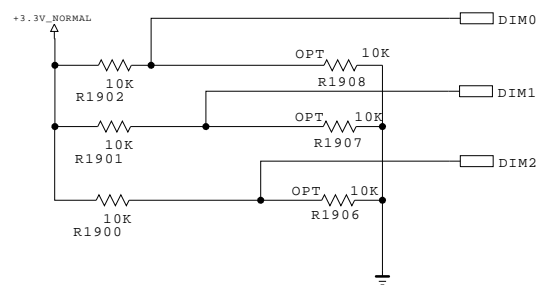 +3.3V_NORMAL
DIM0
OPT 10K
10K
R1908
R1902
DIM1
OPT 10K
10K
R1907
R1901
DIM2
OPT 10K
10K
R1906
R1900